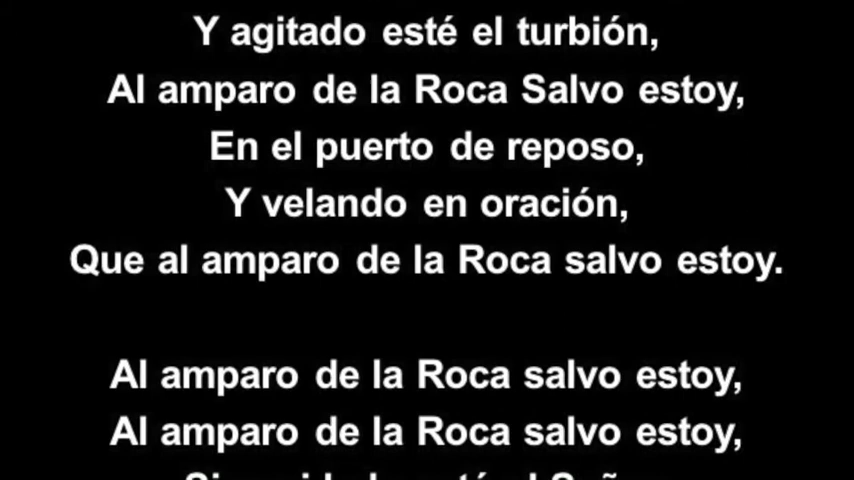 Y agitado esté el turbión,
Al amparo de la Roca Salvo estoy,
En el puerto de reposo,
Y velando en oración,
Que al amparo de la Roca salvo estoy.
Al amparo de la Roca salvo estoy,
Al amparo de la Roca salvo estoy,